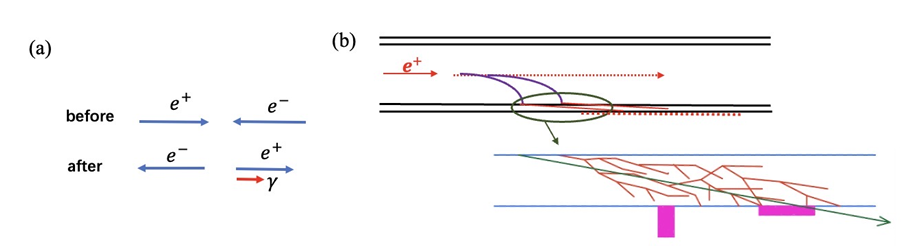 (a)
before e⁺ e⁻
after e⁻ e⁺
γ
(b)
e⁺